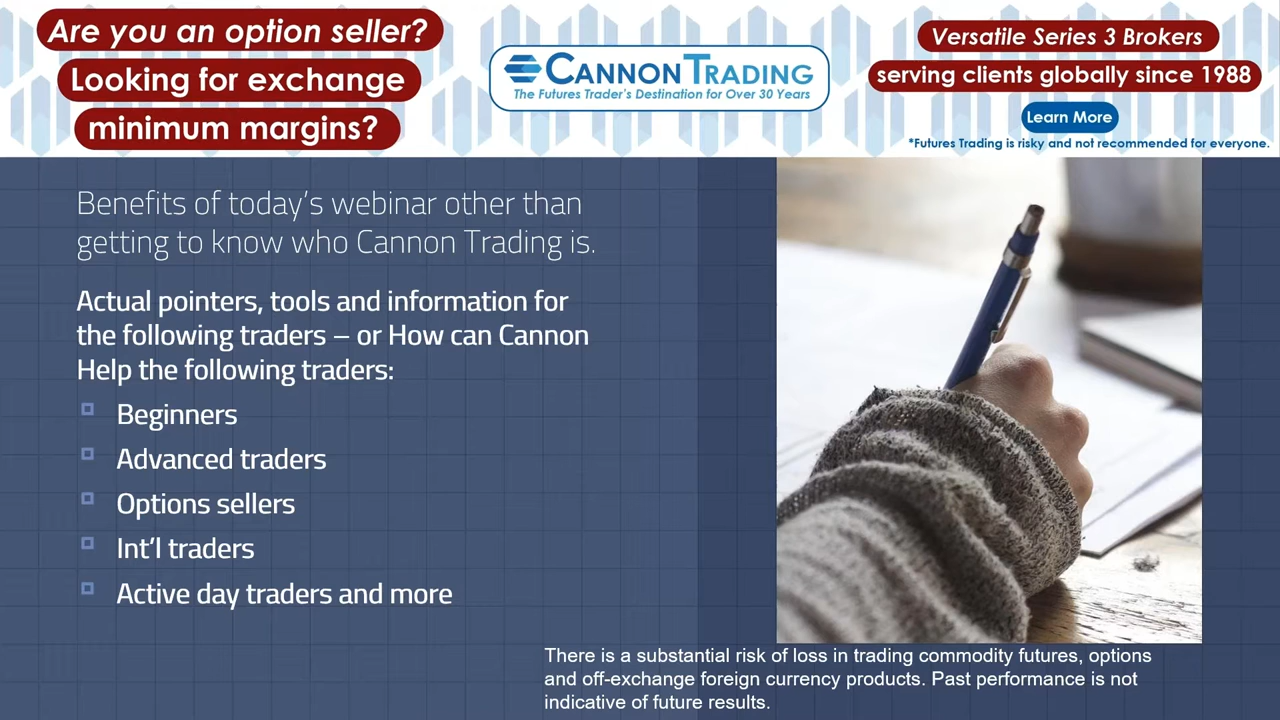 Are you an option seller?
Looking for exchange
minimum margins?
CANNON TRADING
The Futures Trader's Destination for Over 30 Years
Versatile Series 3 Brokers
serving clients globally since 1988
Learn More
*Futures Trading is risky and not recommended for everyone.
Benefits of today's webinar other than
getting to know who Cannon Trading is.
Actual pointers, tools and information for
the following traders – or How can Cannon
Help the following traders:
Beginners
Advanced traders
Options sellers
Int'l traders
Active day traders and more
There is a substantial risk of loss in trading commodity futures, options
and off-exchange foreign currency products. Past performance is not
indicative of future results.